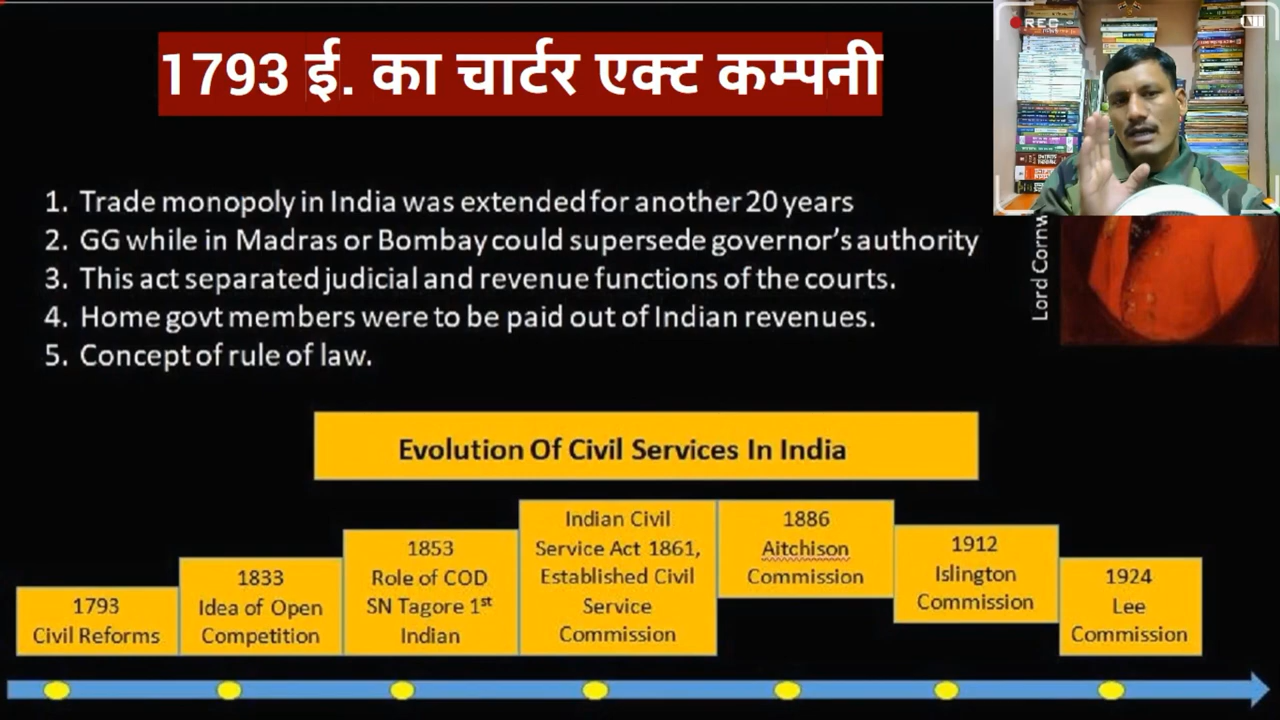 1793 ई. का चार्टर एक्ट कम्पनी
REC
1. Trade monopoly in India was extended for another 20 years
2. GG while in Madras or Bombay could supersede governor's authority
3. This act separated judicial and revenue functions of the courts.
4. Home govt members were to be paid out of Indian revenues.
5. Concept of rule of law.
Lord
Evolution Of Civil Services In India
1793
Civil Reforms
1833
Idea of Open
Competition
1853
Role of COD
SN Tagore 1st
Indian
Indian Civil
Service Act 1861,
Established Civil
Service
Commission
1886
Aitchison
Commission
1912
Islington
Commission
1924
Lee
Commission